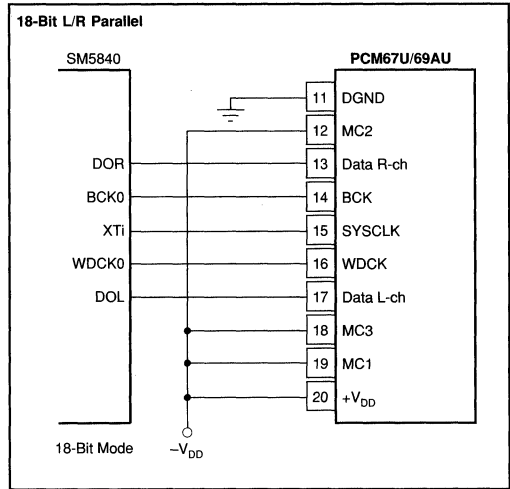 18-Bit L/R Parallel
SM5840
PCM67U/69AU
11 DGND
12 MC2
DOR 13 Data R-ch
BCK0 14 BCK
XTi 15 SYSCLK
WDCK0 16 WDCK
DOL 17 Data L-ch
18 MC3
19 MC1
20 +VDD
18-Bit Mode
−VDD